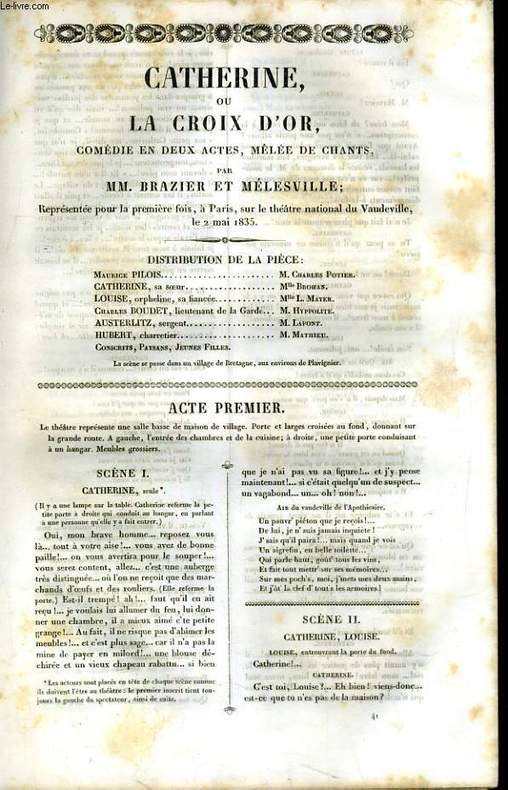 Le-livre.com
CATHERINE,
OU
LA CROIX D'OR,
COMÉDIE EN DEUX ACTES, MÊLÉE DE CHANTS,
PAR
MM. BRAZIER ET MÉLESVILLE;
Représentée pour la première fois, à Paris, sur le théâtre national du Vaudeville,
le 2 mai 1835.
DISTRIBUTION DE LA PIÈCE:
MAURICE PILOIS.................... M. CHARLES POTIER.
CATHERINE, sa sœur................ Mlle BROHAN.
LOUISE, orpheline, sa fiancée............ Mlle L. MAYER.
CHARLES BOUDET, lieutenant de la Garde... M. HYPPOLITE.
AUSTERLITZ, sergent................ M. LAFONT.
HUBERT, charretier................. M. MATHIEU.
CONSCRITS, PAYSANS, JEUNES FILLES.
La scène se passe dans un village de Bretagne, aux environs de Plavignier.
ACTE PREMIER.
Le théâtre représente une salle basse de maison de village. Porte et larges croisées au fond, donnant sur
la grande route. A gauche, l'entrée des chambres et de la cuisine; à droite, une petite porte conduisant
à un hangar. Meubles grossiers.
SCÈNE I.
CATHERINE, seule*.
(Il y a une lampe sur la table. Catherine referme la pe-
tite porte à droite qui conduit au hangar, en parlant
à une personne qu'elle y a fait entrer.)
Oui, mon brave homme... reposez vous
là... tout à votre aise!... vous avez de bonne
paille!... on vous avertira pour le souper!...
vous serez content, allez... c'est une auberge
très distinguée... où l'on ne reçoit que des mar-
chands d'œufs et des rouliers. (Elle referme la
porte.) Est-il trempé! ah!... faut qu'il en ait
reçu!... je voulais lui allumer du feu, lui don-
ner une chambre, il a mieux aimé c'te petite
grange!... Au fait, il ne risque pas d'abîmer les
meubles!... et c'est plus sage... car il n'a pas la
mine de payer en milord!... une blouse dé-
chirée et un vieux chapeau rabattu... si bien
*Les acteurs sont placés en tête de chaque scène comme
ils doivent l'être au théâtre: le premier inscrit tient tou-
jours la gauche du spectateur, ainsi de suite.
que je n'ai pas vu sa figure!... et j'y pense
maintenant!... si c'était quelqu'un de suspect...
un vagabond... un... oh! non!...
AIR du vaudeville de l'Apothicaire.
Un pauvr' piéton que je reçois!...
De lui, je n'suis jamais inquiète!
J'sais qu'il paira!... mais quand je vois
Un aigrefin, en belle toilette...
Qui parle haut, goût' tous les vins,
Et fait tout mettr' sur ses mémoires...
Sur mes poch's, moi, j'mets mes deux mains,
Et j'ôt' la clef d' tout's les armoires!
SCÈNE II.
CATHERINE, LOUISE.
LOUISE, entr'ouvrant la porte du fond.
Catherine!...
CATHERINE.
C'est toi, Louise?... Eh bien! viens-donc...
est-ce que tu n'es pas de la maison?
41